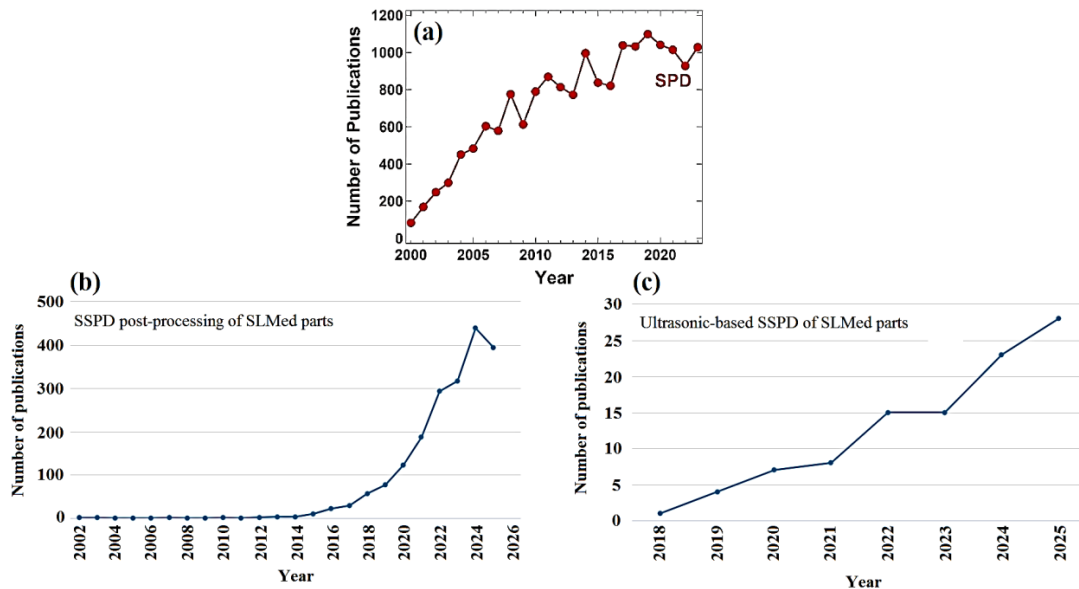 (a)
Number of Publications
1200
1000
800
600
400
200
0
SPD
2000 2005 2010 2015 2020
Year
(b)
SSPD post-processing of SLMed parts
Number of publications
500
400
300
200
100
0
2002 2004 2006 2008 2010 2012 2014 2016 2018 2020 2022 2024 2026
Year
(c)
Ultrasonic-based SSPD of SLMed parts
Number of publications
30
25
20
15
10
5
0
2018 2019 2020 2021 2022 2023 2024 2025
Year